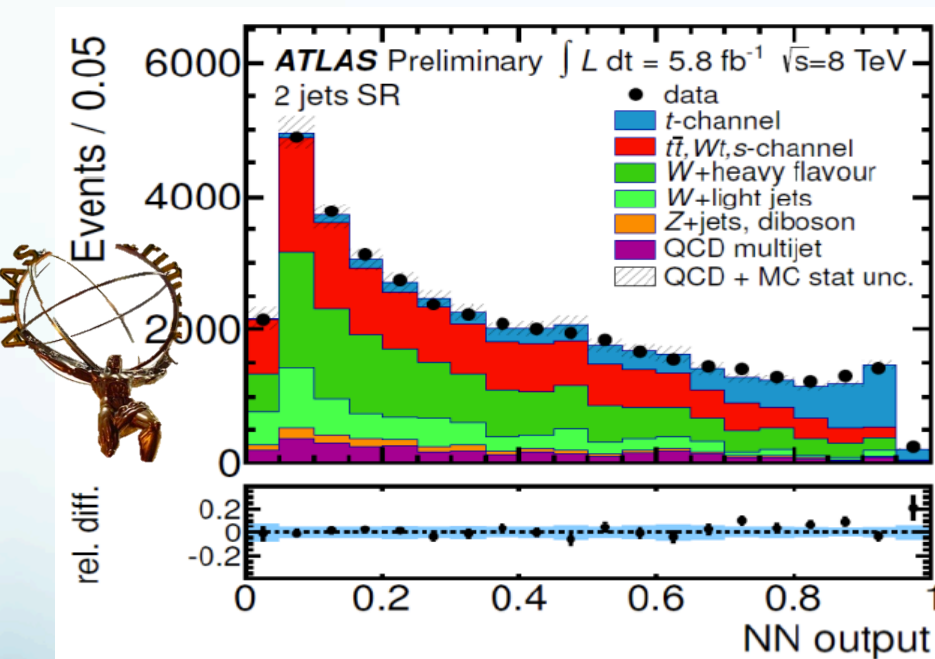 ATLAS Preliminary ∫ L dt = 5.8 fb⁻¹ √s=8 TeV
2 jets SR
data
t-channel
tt̄,Wt,s-channel
W+heavy flavour
W+light jets
Z+jets, diboson
QCD multijet
QCD + MC stat unc.
Events / 0.05
6000
4000
2000
0
rel. diff.
0.2
0
-0.2
0 0.2 0.4 0.6 0.8 1
NN output